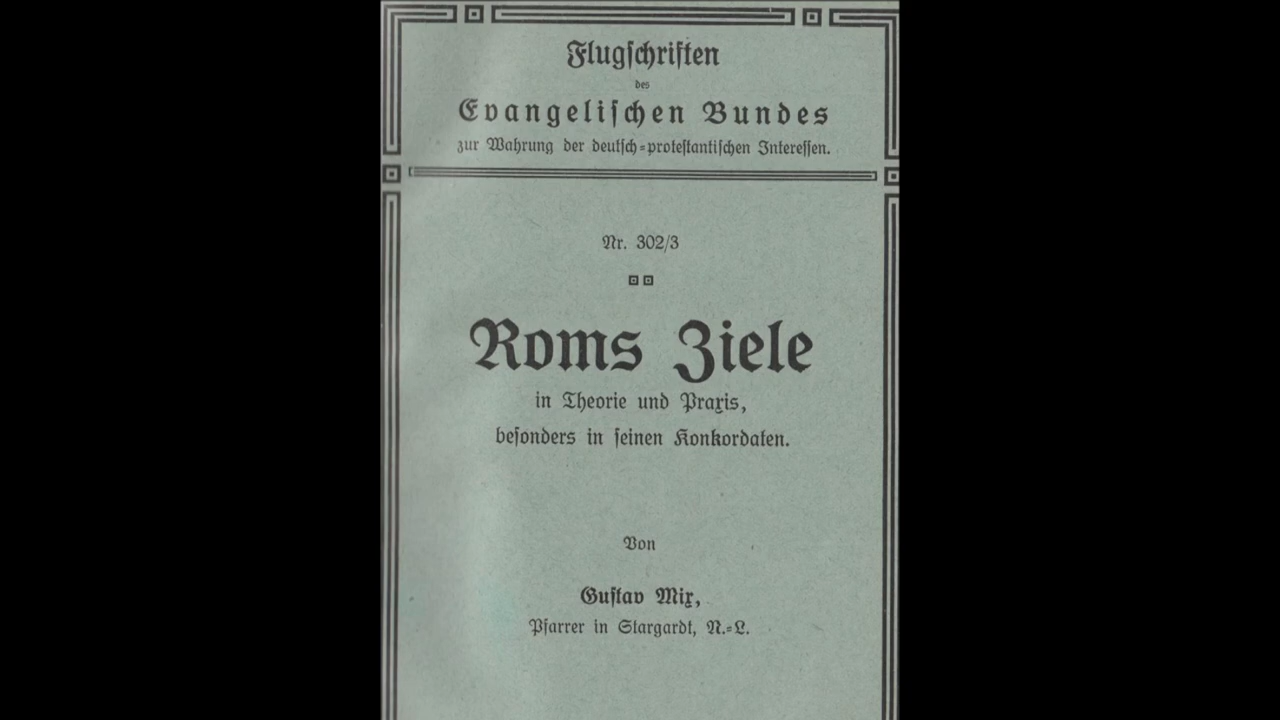 Flugschriften
des
Evangelischen Bundes
zur Wahrung der deutsch-protestantischen Interessen.
Nr. 302/3
Roms Ziele
in Theorie und Praxis,
besonders in seinen Konkordaten.
Von
Gustav Mix,
Pfarrer in Stargardt, N.-L.